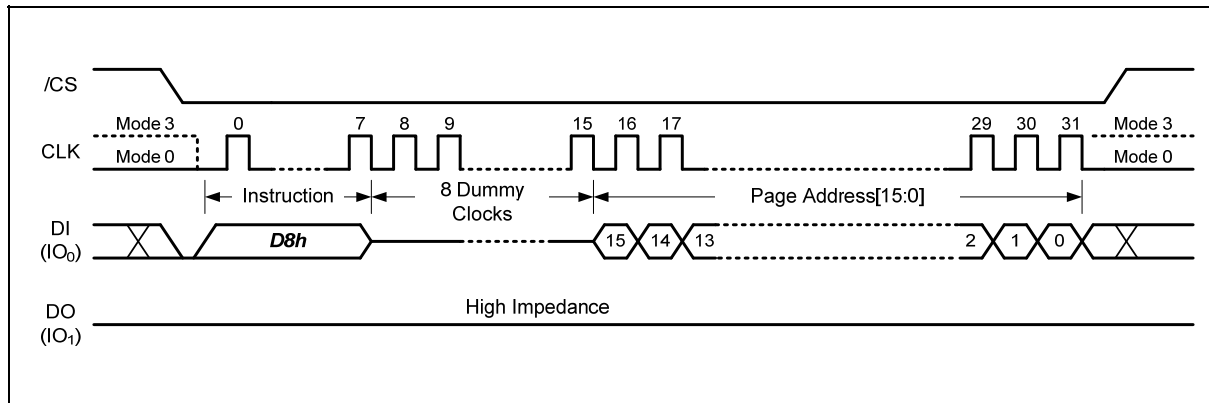 /CS
Mode 3 0 7 8 9 15 16 17 29 30 31 Mode 3
CLK
Mode 0 Mode 0
Instruction 8 Dummy Clocks Page Address[15:0]
DI
(IO0)
D8h 15 14 13 2 1 0
High Impedance
DO
(IO1)